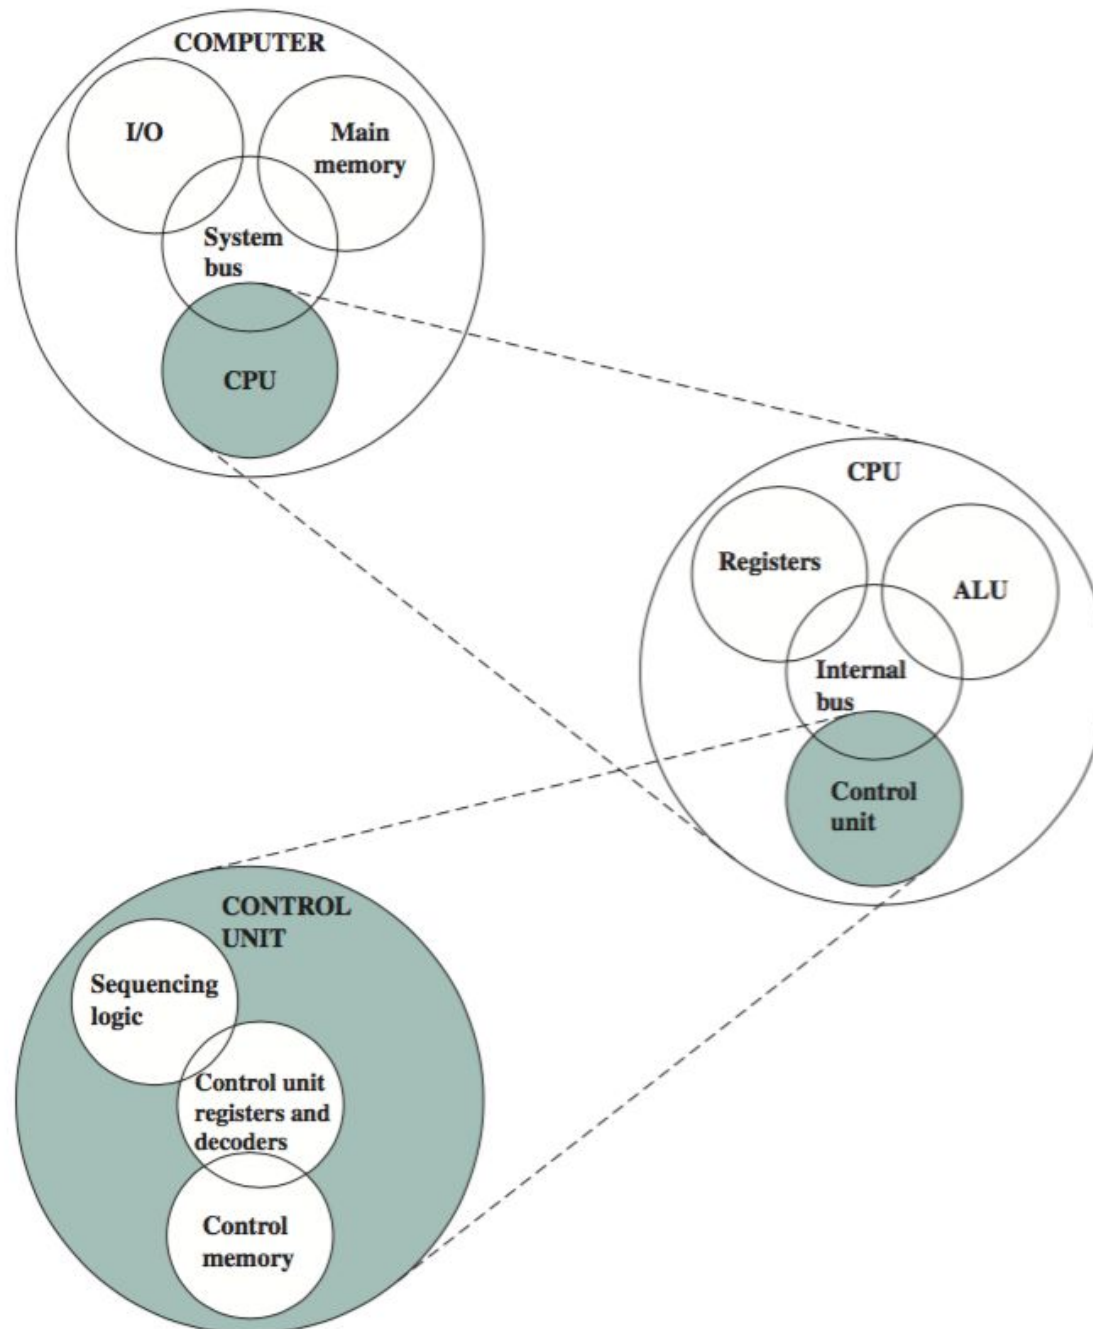 COMPUTER
I/O
Main
memory
System
bus
CPU
CPU
Registers
ALU
Internal
bus
Control
unit
CONTROL
UNIT
Sequencing
logic
Control unit
registers and
decoders
Control
memory